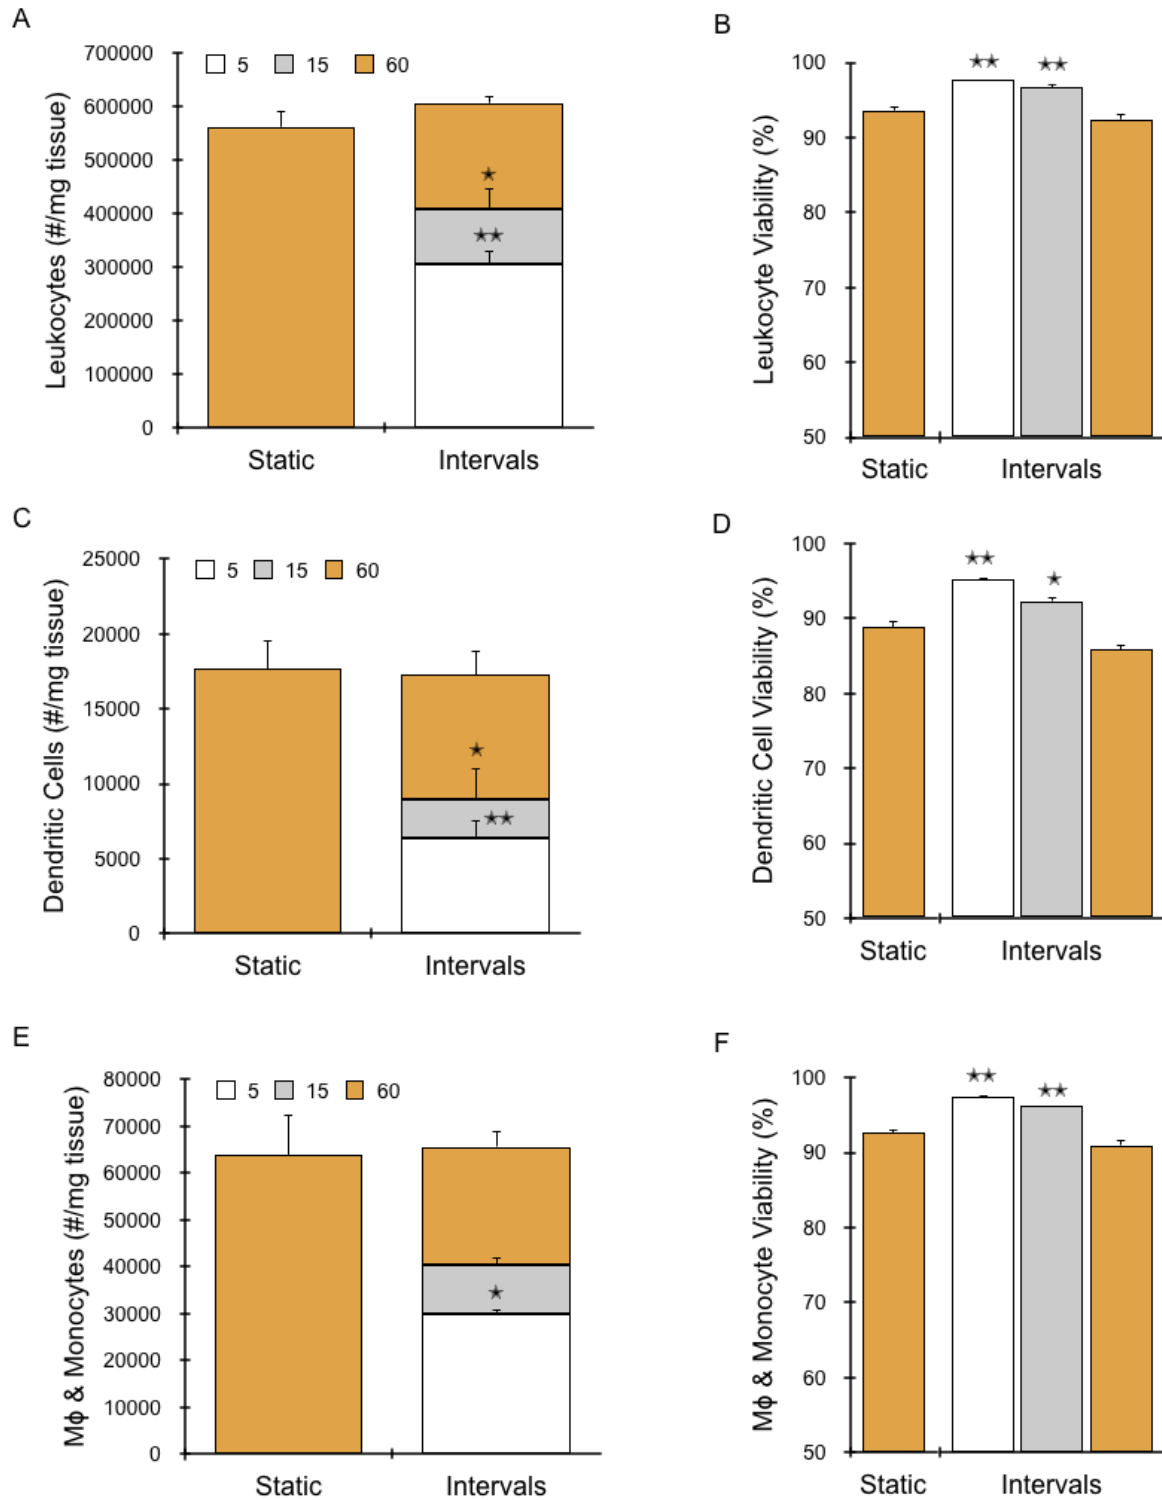 A
Leukocytes (#/mg tissue)
700000
600000
500000
400000
300000
200000
100000
0
5 15 60
★
★★
Static Intervals
B
Leukocyte Viability (%)
100
90
80
70
60
50
★★ ★★
Static Intervals
C
Dendritic Cells (#/mg tissue)
25000
20000
15000
10000
5000
0
5 15 60
★
★★
Static Intervals
D
Dendritic Cell Viability (%)
100
90
80
70
60
50
★★ ★
Static Intervals
E
Mϕ & Monocytes (#/mg tissue)
80000
70000
60000
50000
40000
30000
20000
10000
0
5 15 60
★
Static Intervals
F
Mϕ & Monocyte Viability (%)
100
90
80
70
60
50
★★ ★★
Static Intervals